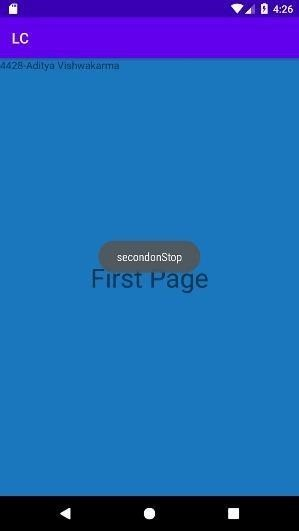 4:26
LC
4428-Aditya Vishwakarma
secondonStop
First Page